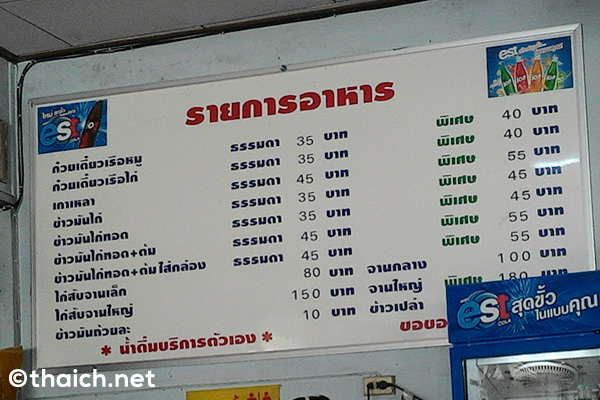 est
est
รายการอาหาร
ก๋วยเตี๋ยวเรือหมู ธรรมดา 35 บาท พิเศษ 40 บาท
ก๋วยเตี๋ยวเรือไก่ ธรรมดา 35 บาท พิเศษ 40 บาท
เกาเหลา ธรรมดา 45 บาท พิเศษ 55 บาท
ข้าวมันไก่ ธรรมดา 35 บาท พิเศษ 45 บาท
ข้าวมันไก่ทอด ธรรมดา 35 บาท พิเศษ 45 บาท
ข้าวมันไก่ทอด+ต้ม ธรรมดา 45 บาท พิเศษ 55 บาท
ข้าวมันไก่ทอด+ต้มใส่กล่อง ธรรมดา 45 บาท พิเศษ 55 บาท
ไก่สับจานเล็ก 80 บาท จานกลาง 100 บาท
ไก่สับจานใหญ่ 150 บาท จานใหญ่ พิเศษ 180 บาท
ข้าวมันถ้วยละ 10 บาท ข้าวเปล่า
* น้ำดื่มบริการตัวเอง * ขอขอ
est COLA สุดขั้ว
ในแบบคุณ
©thaich.net